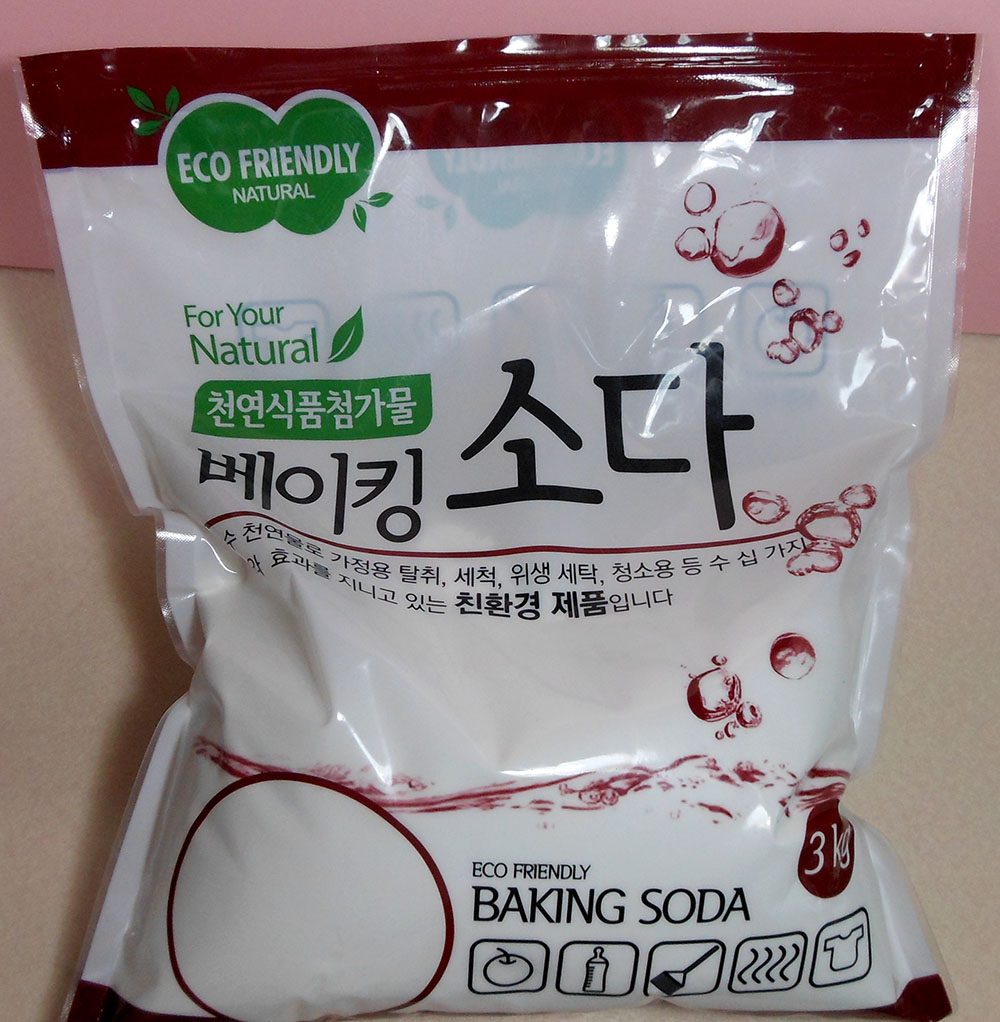 ECO FRIENDLY
NATURAL
For Your
Natural
천연식품첨가물
베이킹 소다
수 천연물로 가정용 탈취, 세척, 위생 세탁, 청소용 등 수 십 가지
효과를 지니고 있는 친환경 제품입니다
3kg
ECO FRIENDLY
BAKING SODA